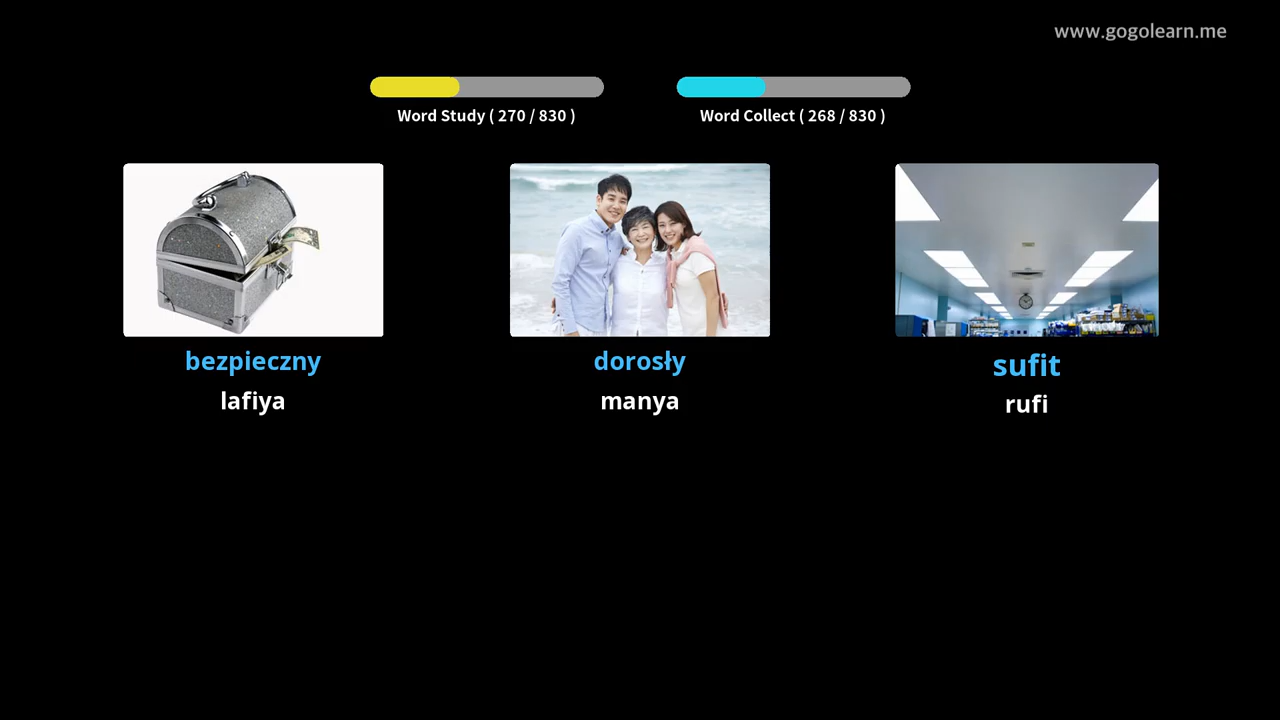 www.gogolearn.me
Word Study ( 270 / 830 )
Word Collect ( 268 / 830 )
bezpieczny
lafiya
dorosły
manya
sufit
rufi